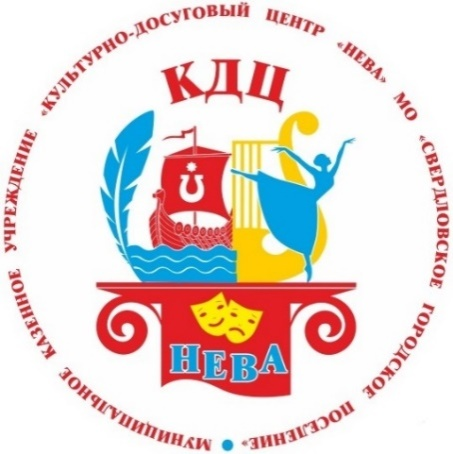 МУНИЦИПАЛЬНОЕ КАЗЕННОЕ УЧРЕЖДЕНИЕ «КУЛЬТУРНО-ДОСУГОВЫЙ ЦЕНТР «НЕВА» МО «СВЕРДЛОВСКОЕ ГОРОДСКОЕ ПОСЕЛЕНИЕ»
КДЦ
НЕВА